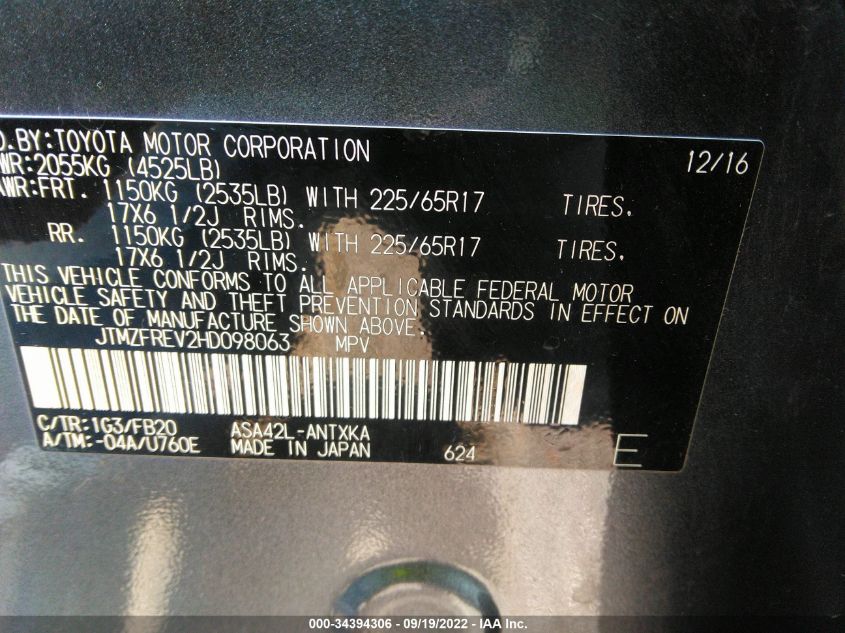 D.BY:TOYOTA MOTOR CORPORATION 12/16
WR:2055KG (4525LB)
AWR:FRT. 1150KG (2535LB) WITH 225/65R17 TIRES,
17X6 1/2J RIMS.
RR. 1150KG (2535LB) WITH 225/65R17 TIRES,
17X6 1/2J RIMS.
THIS VEHICLE CONFORMS TO ALL APPLICABLE FEDERAL MOTOR
VEHICLE SAFETY AND THEFT PREVENTION STANDARDS IN EFFECT ON
THE DATE OF MANUFACTURE SHOWN ABOVE.
JTMZFREV2HD098063 MPV
C/TR:1G3/FB20 ASA42L-ANTXKA
A/TM:-04A/U760E MADE IN JAPAN 624 E
000-34394306 - 09/19/2022 - IAA Inc.